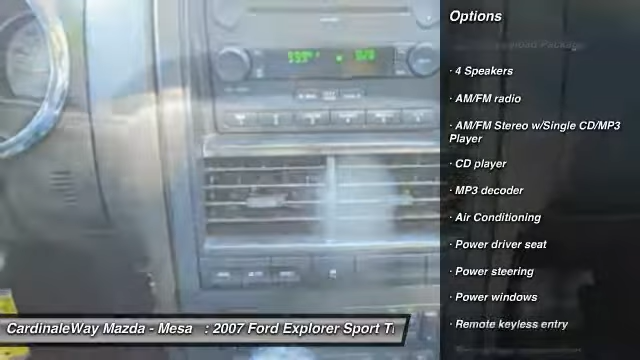 Options
· 4 Speakers
· AM/FM radio
· AM/FM Stereo w/Single CD/MP3
Player
· CD player
· MP3 decoder
· Air Conditioning
· Power driver seat
· Power steering
· Power windows
· Remote keyless entry
CardinaleWay Mazda - Mesa : 2007 Ford Explorer Sport T